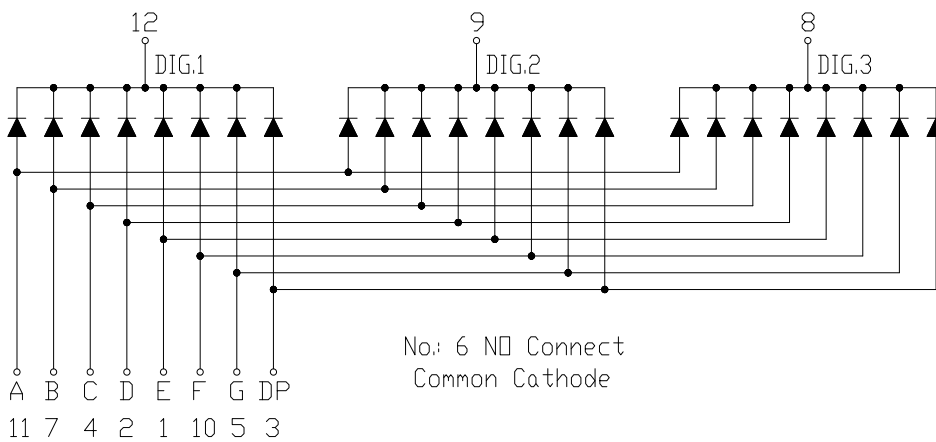 12 9 8
DIG.1 DIG.2 DIG.3
No.: 6 NO Connect
Common Cathode
A B C D E F G DP
11 7 4 2 1 10 5 3